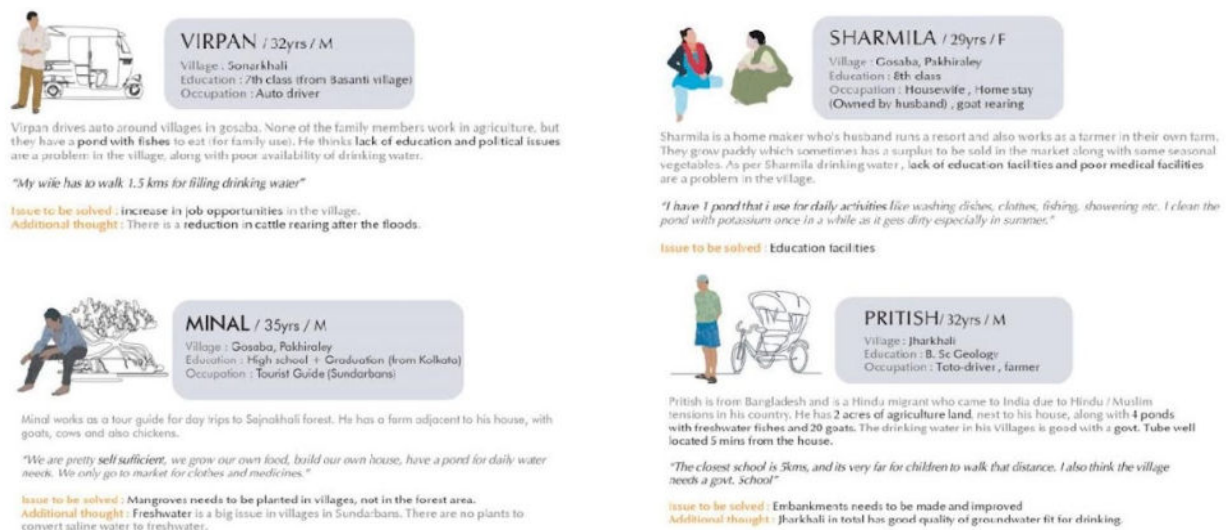 VIRPAN / 32yrs / M
Village : Sonarkhali
Education : 7th class (from Basanti village)
Occupation : Auto driver
Virpan drives auto around villages in gosaba. None of the family members work in agriculture, but
they have a pond with fishes to eat (for family use). He thinks lack of education and political issues
are a problem in the village, along with poor availability of drinking water.
"My wife has to walk 1.5 kms for filling drinking water"
Issue to be solved : increase in job opportunities in the village.
Additional thought : There is a reduction in cattle rearing after the floods.
SHARMILA / 29yrs / F
Village : Gosaba, Pakhiraley
Education : 8th class
Occupation : Housewife , Home stay
(Owned by husband) , goat rearing
Sharmila is a home maker who's husband runs a resort and also works as a farmer in their own farm.
They grow paddy which sometimes has a surplus to be sold in the market along with some seasonal
vegetables. As per Sharmila drinking water , lack of education facilities and poor medical facilities
are a problem in the village.
"I have 1 pond that i use for daily activities like washing dishes, clothes, fishing, showering etc. I clean the
pond with potassium once in a while as it gets dirty especially in summer."
Issue to be solved : Education facilities
MINAL / 35yrs / M
Village : Gosaba, Pakhiraley
Education : High school + Graduation (from Kolkata)
Occupation : Tourist Guide (Sundarbans)
Minal works as a tour guide for day trips to Sajnakhali forest. He has a farm adjacent to his house, with
goats, cows and also chickens.
"We are pretty self sufficient, we grow our own food, build our own house, have a pond for daily water
needs. We only go to market for clothes and medicines."
Issue to be solved : Mangroves needs to be planted in villages, not in the forest area.
Additional thought : Freshwater is a big issue in villages in Sundarbans. There are no plants to
convert saline water to freshwater.
PRITISH/ 32yrs / M
Village : Jharkhali
Education : B. Sc Geology
Occupation : Toto-driver , farmer
Pritish is from Bangladesh and is a Hindu migrant who came to India due to Hindu / Muslim
tensions in his country. He has 2 acres of agriculture land, next to his house, along with 4 ponds
with freshwater fishes and 20 goats. The drinking water in his Villages is good with a govt. Tube well
located 5 mins from the house.
"The closest school is 5kms, and its very far for children to walk that distance. I also think the village
needs a govt. School"
Issue to be solved : Embankments needs to be made and improved
Additional thought : Jharkhali in total has good quality of groundwater fit for drinking.